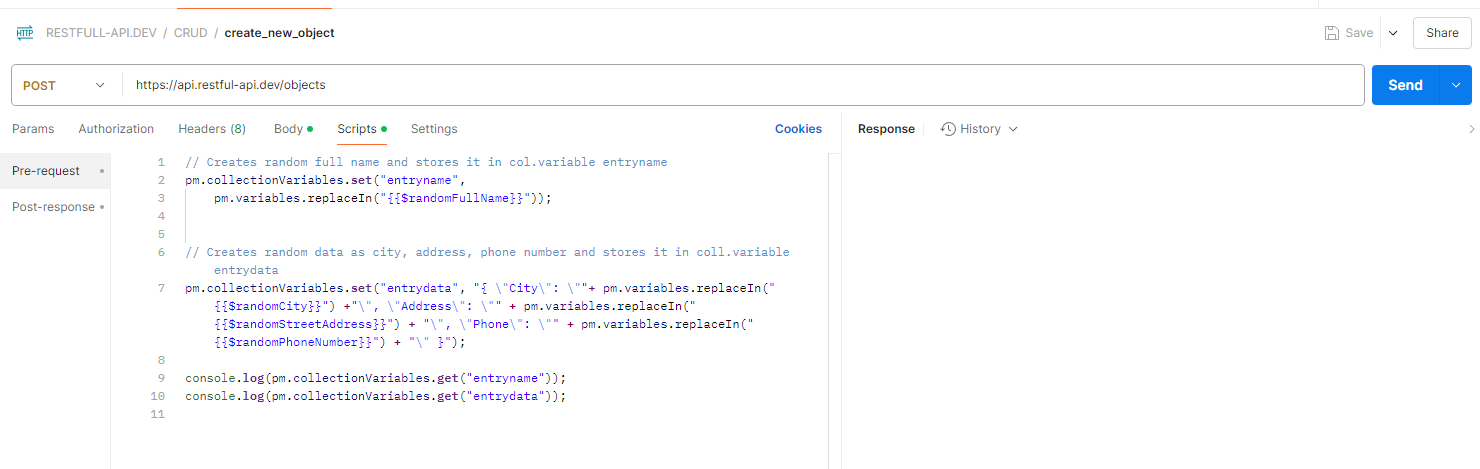 HTTP RESTFULL-API.DEV / CRUD / create_new_object Save Share
POST https://api.restful-api.dev/objects Send
Params Authorization Headers (8) Body Scripts Settings Cookies Response History
Pre-request
Post-response
1 // Creates random full name and stores it in col.variable entryname
2 pm.collectionVariables.set("entryname",
3 pm.variables.replaceIn("{{$randomFullName}}"));
4
5
6 // Creates random data as city, address, phone number and stores it in coll.variable
entrydata
7 pm.collectionVariables.set("entrydata", "{ \"City\": \""+ pm.variables.replaceIn("
{{$randomCity}}") +"\", \"Address\": \"" + pm.variables.replaceIn("
{{$randomStreetAddress}}") + "\", \"Phone\": \"" + pm.variables.replaceIn("
{{$randomPhoneNumber}}") + "\" }");
8
9 console.log(pm.collectionVariables.get("entryname"));
10 console.log(pm.collectionVariables.get("entrydata"));
11